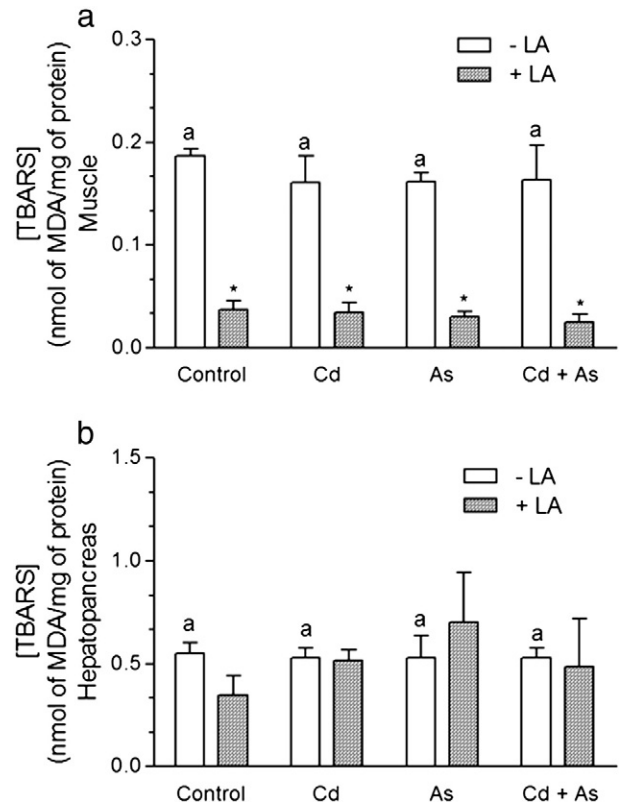 a
0.3
0.2
0.1
0.0
[TBARS]
(nmol of MDA/mg of protein)
Muscle
- LA
+ LA
a
a
a
a
*
*
*
*
Control Cd As Cd + As
b
1.5
1.0
0.5
0.0
[TBARS]
(nmol of MDA/mg of protein)
Hepatopancreas
- LA
+ LA
a
a
a
a
Control Cd As Cd + As